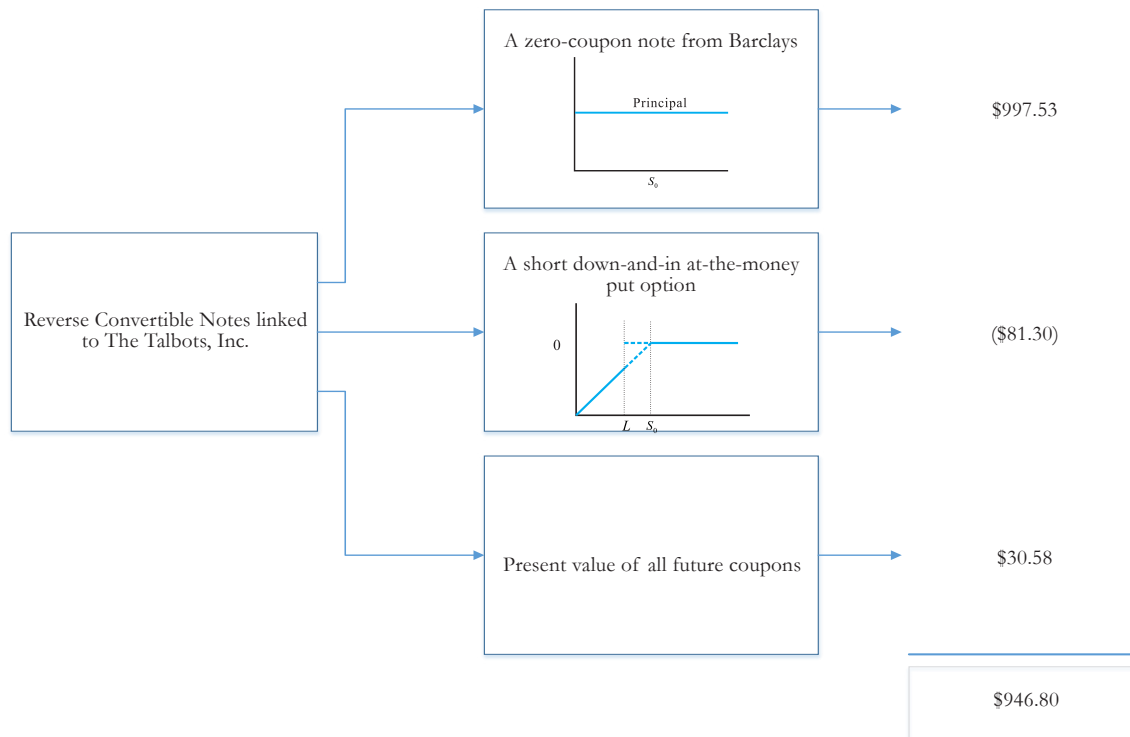 A zero-coupon note from Barclays
Principal
S₀
$997.53
Reverse Convertible Notes linked
to The Talbots, Inc.
A short down-and-in at-the-money
put option
0
L S₀
($81.30)
Present value of all future coupons
$30.58
$946.80